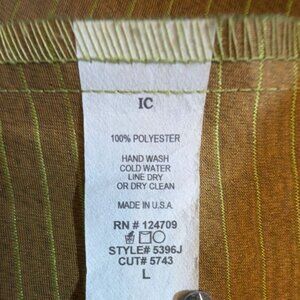 IC
100% POLYESTER
HAND WASH
COLD WATER
LINE DRY
OR DRY CLEAN
MADE IN U.S.A.
RN # 124709
STYLE# 5396J
CUT# 5743
L